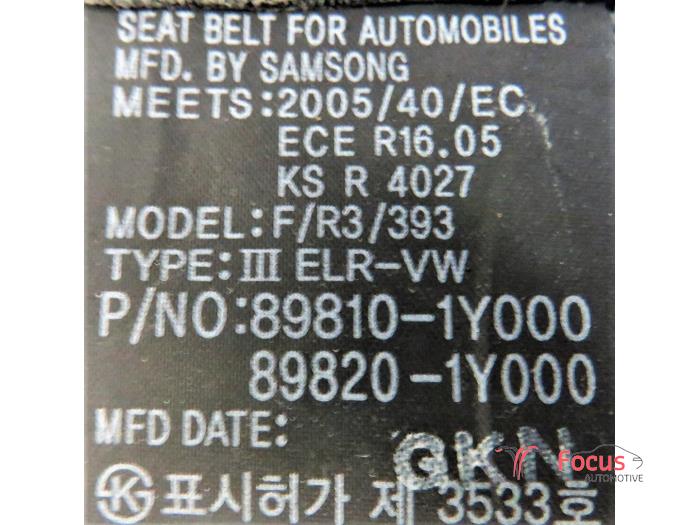 SEAT BELT FOR AUTOMOBILES
MFD. BY SAMSONG
MEETS:2005/40/EC
ECE R16.05
KS R 4027
MODEL:F/R3/393
TYPE:III ELR-VW
P/NO:89810-1Y000
89820-1Y000
MFD DATE:
GKN
표시허가 제 3533호
Focus
AUTOMOTIVE